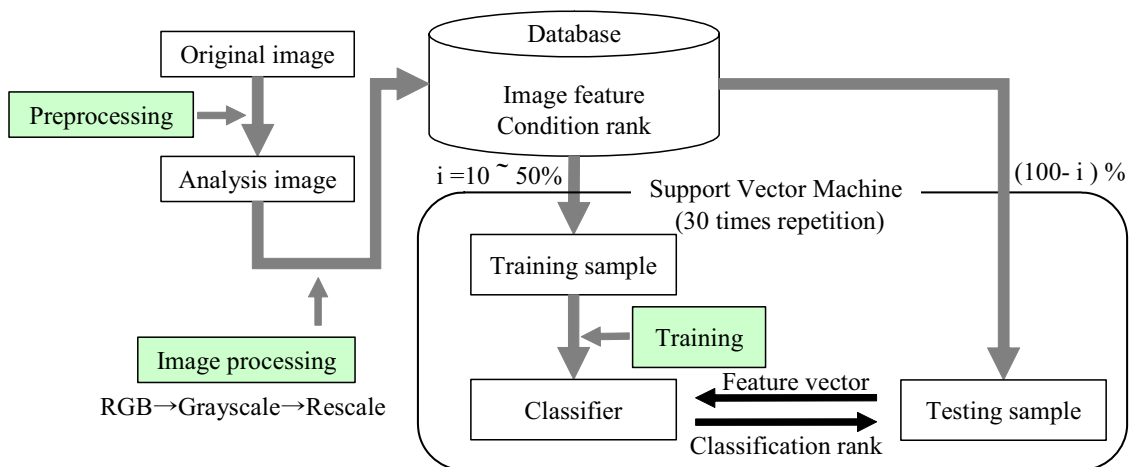 Original image
Preprocessing
Analysis image
Image processing
RGB→Grayscale→Rescale
Database
Image feature
Condition rank
i =10 ~ 50%
(100- i ) %
Support Vector Machine
(30 times repetition)
Training sample
Training
Classifier
Feature vector
Classification rank
Testing sample